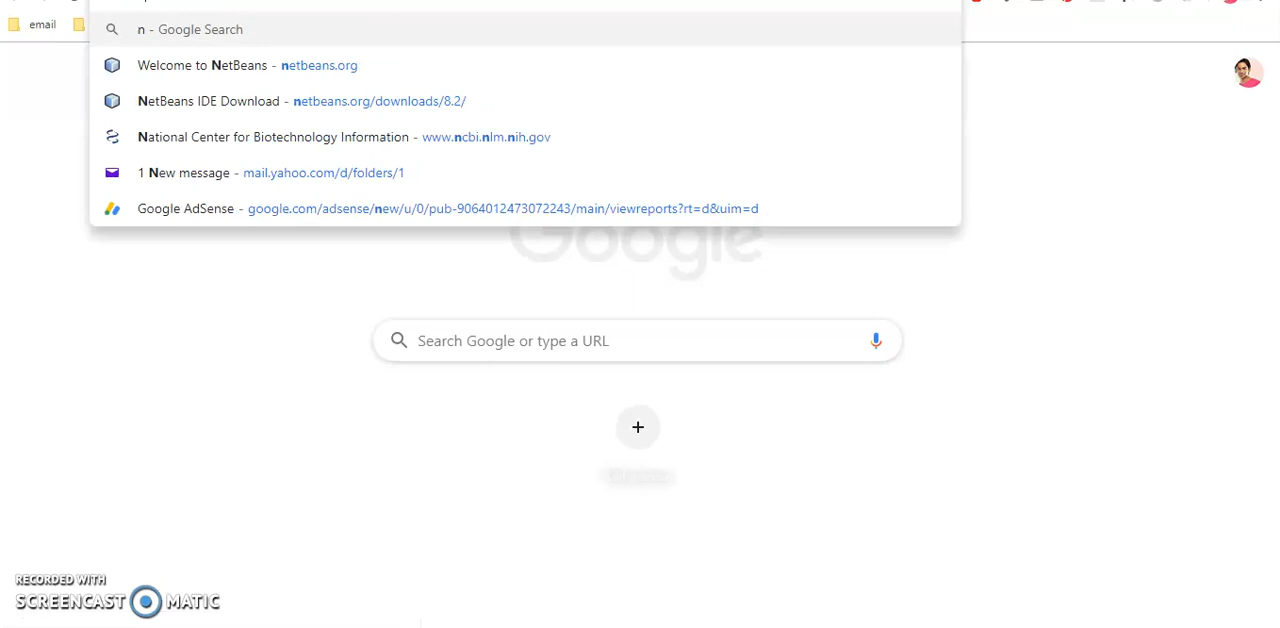 email
n - Google Search
Welcome to NetBeans - netbeans.org
NetBeans IDE Download - netbeans.org/downloads/8.2/
National Center for Biotechnology Information - www.ncbi.nlm.nih.gov
1 New message - mail.yahoo.com/d/folders/1
Google AdSense - google.com/adsense/new/u/0/pub-9064012473072243/main/viewreports?rt=d&uim=d
Google
Search Google or type a URL
RECORDED WITH
SCREENCAST MATIC